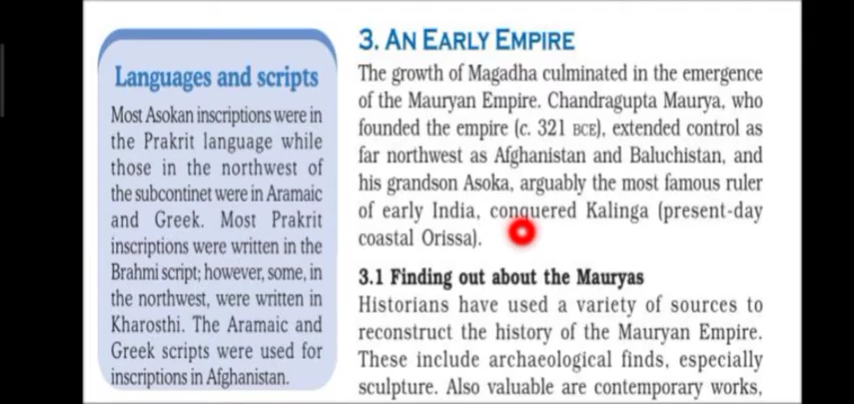 Languages and scripts
Most Asokan inscriptions were in
the Prakrit language while
those in the northwest of
the subcontinet were in Aramaic
and Greek. Most Prakrit
inscriptions were written in the
Brahmi script; however, some, in
the northwest, were written in
Kharosthi. The Aramaic and
Greek scripts were used for
inscriptions in Afghanistan.
3. AN EARLY EMPIRE
The growth of Magadha culminated in the emergence
of the Mauryan Empire. Chandragupta Maurya, who
founded the empire (c. 321 BCE), extended control as
far northwest as Afghanistan and Baluchistan, and
his grandson Asoka, arguably the most famous ruler
of early India, conquered Kalinga (present-day
coastal Orissa).
3.1 Finding out about the Mauryas
Historians have used a variety of sources to
reconstruct the history of the Mauryan Empire.
These include archaeological finds, especially
sculpture. Also valuable are contemporary works,